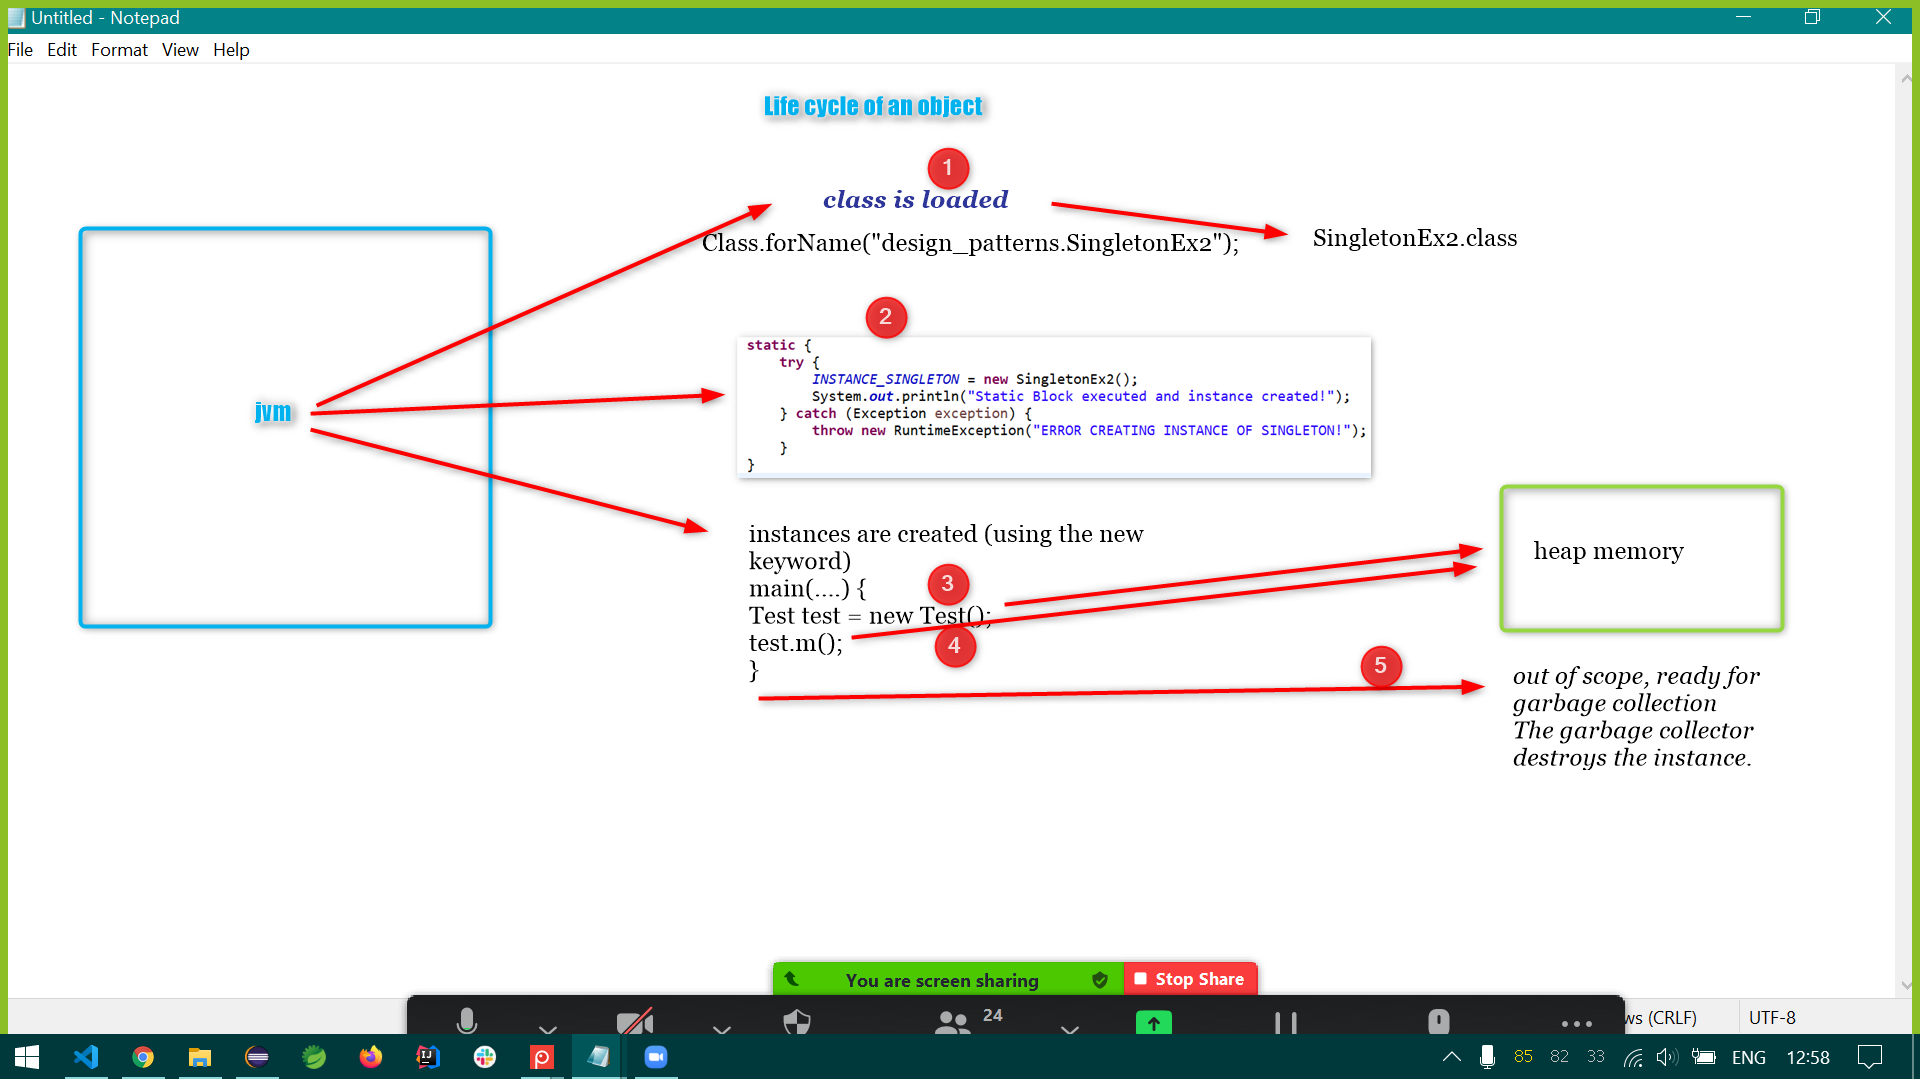 Untitled - Notepad
File Edit Format View Help
Life cycle of an object
1
class is loaded
Class.forName("design_patterns.SingletonEx2");
SingletonEx2.class
2
static {
try {
INSTANCE_SINGLETON = new SingletonEx2();
System.out.println("Static Block executed and instance created!");
} catch (Exception exception) {
throw new RuntimeException("ERROR CREATING INSTANCE OF SINGLETON!");
}
}
jvm
instances are created (using the new
keyword)
main(....) {
3
Test test = new Test();
test.m();
4
}
heap memory
5
out of scope, ready for
garbage collection
The garbage collector
destroys the instance.
You are screen sharing
Stop Share
24
ws (CRLF)
UTF-8
85 82 33
ENG
12:58